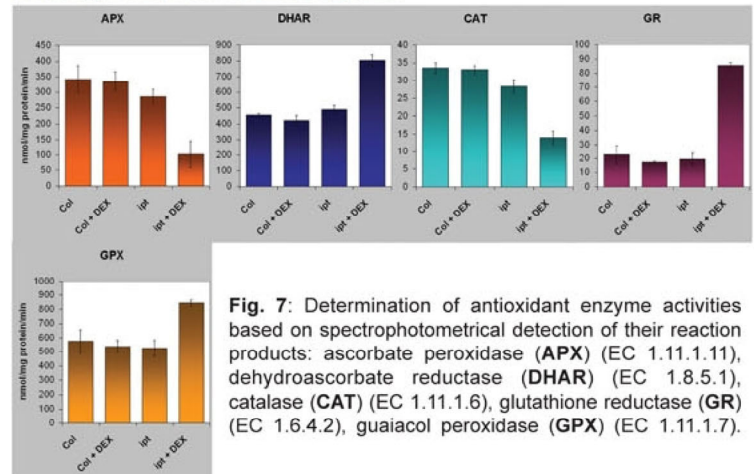 APX
DHAR
CAT
GR
nmol/mg protein/min
450
400
350
300
250
200
150
100
50
0
Col
Col + DEX
ipt
ipt + DEX
900
800
700
600
500
400
300
200
100
0
Col
Col + DEX
ipt
ipt + DEX
40
35
30
25
20
15
10
5
0
Col
Col + DEX
ipt
ipt + DEX
100
90
80
70
60
50
40
30
20
10
0
Col
Col + DEX
ipt
ipt + DEX
GPX
nmol/mg protein/min
1000
900
800
700
600
500
400
300
200
100
0
Col
Col + DEX
ipt
ipt + DEX
Fig. 7: Determination of antioxidant enzyme activities
based on spectrophotometrical detection of their reaction
products: ascorbate peroxidase (APX) (EC 1.11.1.11),
dehydroascorbate reductase (DHAR) (EC 1.8.5.1),
catalase (CAT) (EC 1.11.1.6), glutathione reductase (GR)
(EC 1.6.4.2), guaiacol peroxidase (GPX) (EC 1.11.1.7).